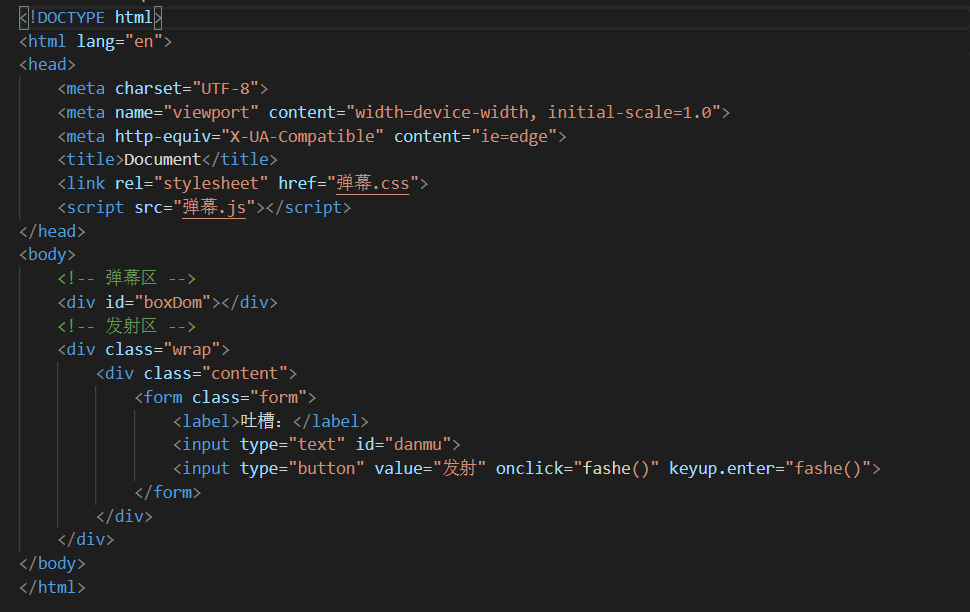 <!DOCTYPE html>
<html lang="en">
<head>
    <meta charset="UTF-8">
    <meta name="viewport" content="width=device-width, initial-scale=1.0">
    <meta http-equiv="X-UA-Compatible" content="ie=edge">
    <title>Document</title>
    <link rel="stylesheet" href="弹幕.css">
    <script src="弹幕.js"></script>
</head>
<body>
    <!-- 弹幕区 -->
    <div id="boxDom"></div>
    <!-- 发射区 -->
    <div class="wrap">
        <div class="content">
            <form class="form">
                <label>吐槽：</label>
                <input type="text" id="danmu">
                <input type="button" value="发射" onclick="fashe()" keyup.enter="fashe()">
            </form>
        </div>
    </div>
</body>
</html>